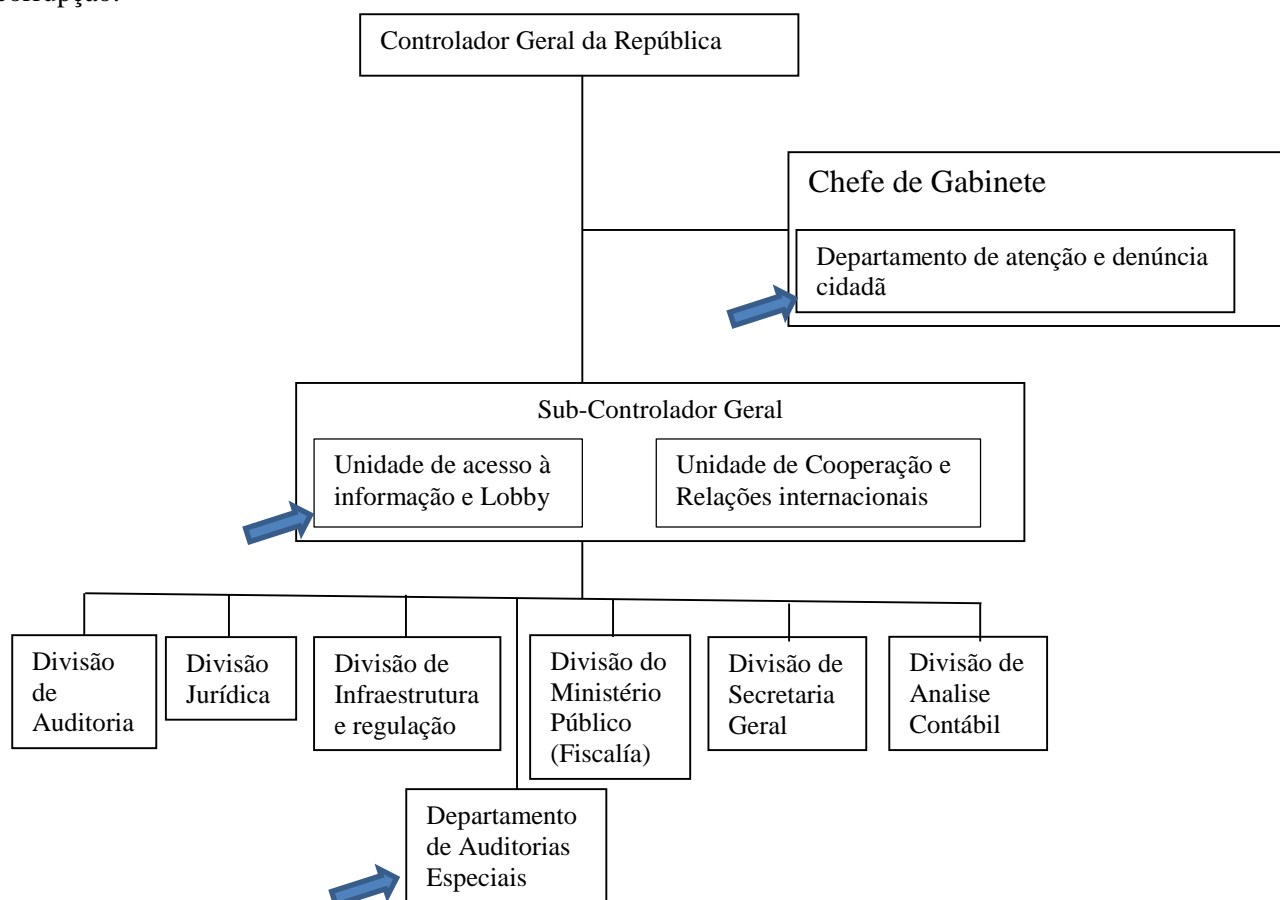 corrupção.
Controlador Geral da República
Chefe de Gabinete
Departamento de atenção e denúncia
cidadã
Sub-Controlador Geral
Unidade de acesso à
informação e Lobby
Unidade de Cooperação e
Relações internacionais
Divisão
de
Auditoria
Divisão
Jurídica
Divisão de
Infraestrutura
e regulação
Divisão do
Ministério
Público
(Fiscalía)
Divisão de
Secretaria
Geral
Divisão de
Analise
Contábil
Departamento
de Auditorias
Especiais